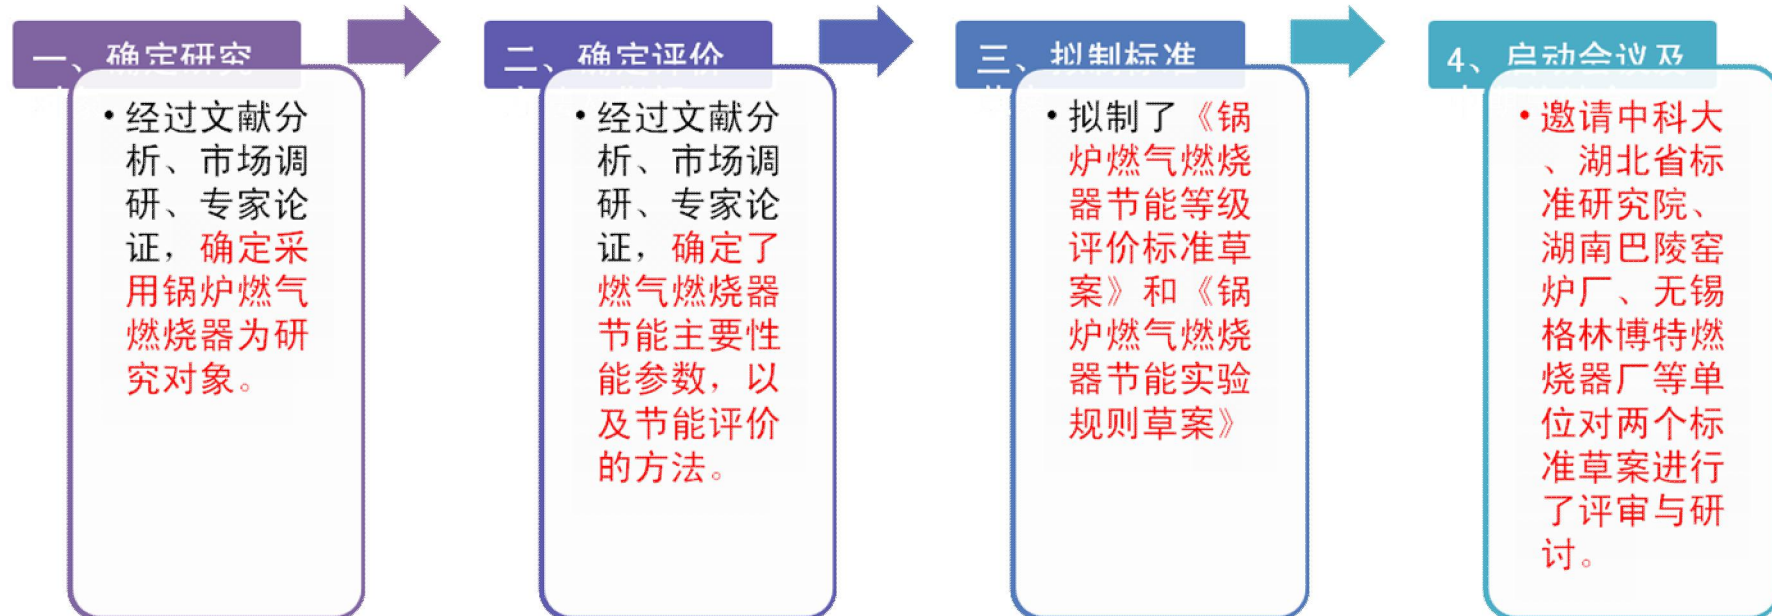 一、确定研究
• 经过文献分
析、市场调
研、专家论
证，确定采
用锅炉燃气
燃烧器为研
究对象。
二、确定评价
• 经过文献分
析、市场调
研、专家论
证，确定了
燃气燃烧器
节能主要性
能参数，以
及节能评价
的方法。
三、拟制标准
• 拟制了《锅
炉燃气燃烧
器节能等级
评价标准草
案》和《锅
炉燃气燃烧
器节能实验
规则草案》
4、启动会议及
• 邀请中科大
、湖北省标
准研究院、
湖南巴陵窑
炉厂、无锡
格林博特燃
烧器厂等单
位对两个标
准草案进行
了评审与研
讨。